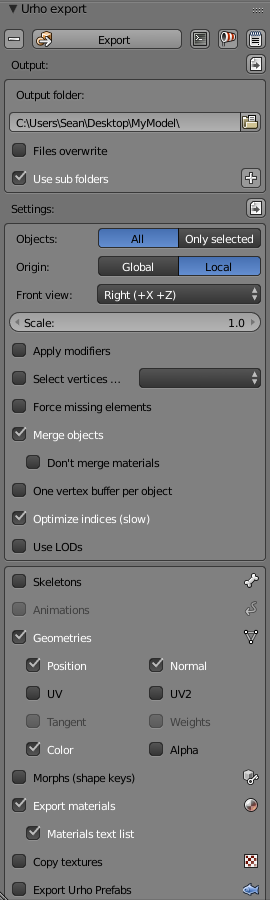 Urho export
Export
Output:
Output folder:
C:\Users\Sean\Desktop\MyModel\
Files overwrite
Use sub folders
Settings:
Objects: All Only selected
Origin: Global Local
Front view: Right (+X +Z)
Scale: 1.0
Apply modifiers
Select vertices ...
Force missing elements
Merge objects
Don't merge materials
One vertex buffer per object
Optimize indices (slow)
Use LODs
Skeletons
Animations
Geometries
Position Normal
UV UV2
Tangent Weights
Color Alpha
Morphs (shape keys)
Export materials
Materials text list
Copy textures
Export Urho Prefabs